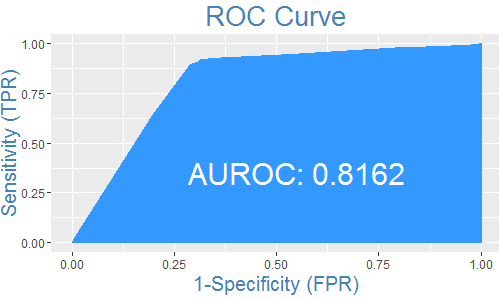 ROC Curve
Sensitivity (TPR)
1.00
0.75
0.50
0.25
0.00
AUROC: 0.8162
0.00 0.25 0.50 0.75 1.00
1-Specificity (FPR)